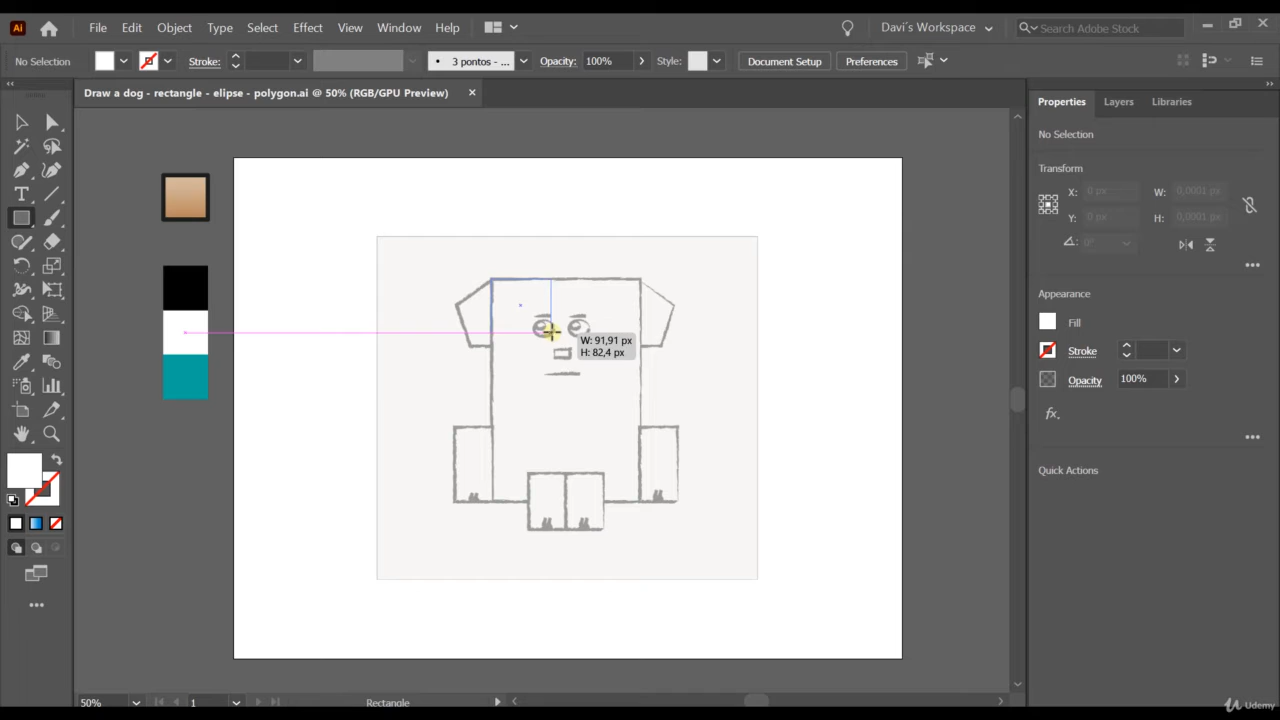 Ai File Edit Object Type Select Effect View Window Help Davi's Workspace Search Adobe Stock
No Selection Stroke: • 3 pontos - ... Opacity: 100% Style: Document Setup Preferences
Draw a dog - rectangle - elipse - polygon.ai @ 50% (RGB/GPU Preview)
Properties Layers Libraries
No Selection
Transform
X: 0 px W: 0,0001 px
Y: 0 px H: 0,0001 px
0°
Appearance
Fill
Stroke
Opacity 100%
fx.
Quick Actions
W: 91,91 px
H: 82,4 px
50% 1 Rectangle
Udemy